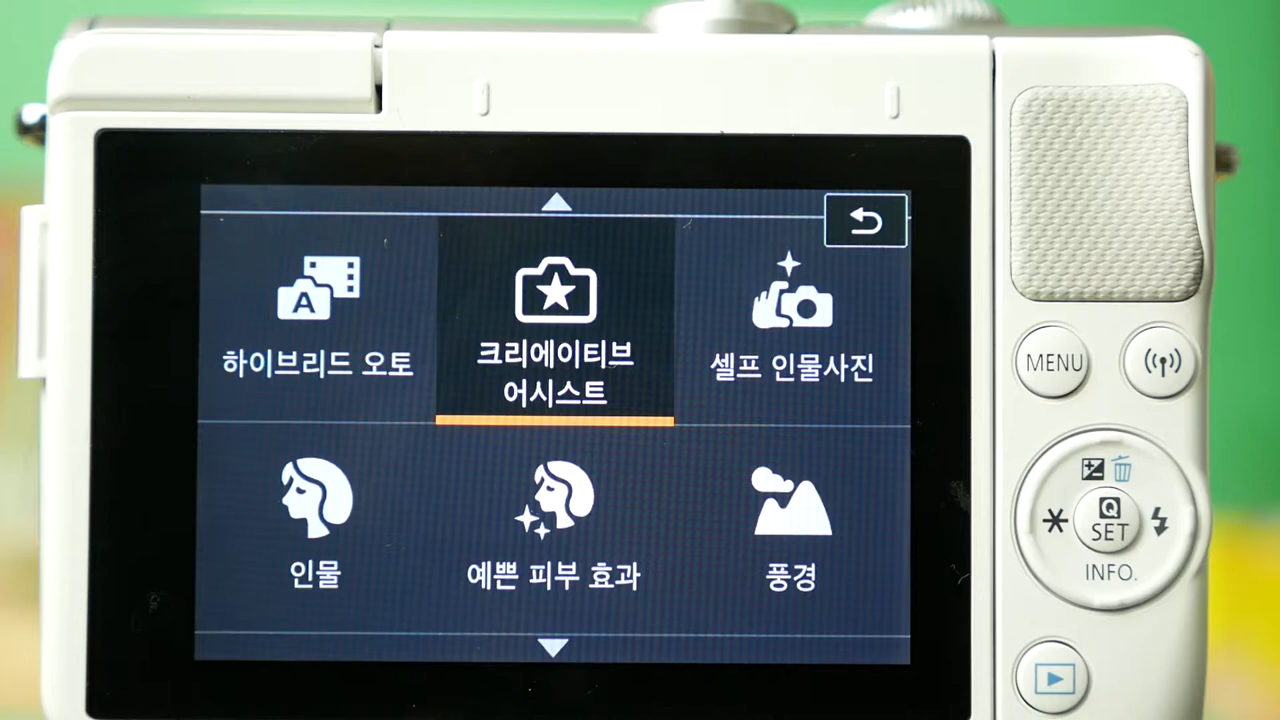 A
하이브리드 오토
크리에이티브
어시스트
셀프 인물사진
인물
예쁜 피부 효과
풍경
MENU
Q
SET
INFO.